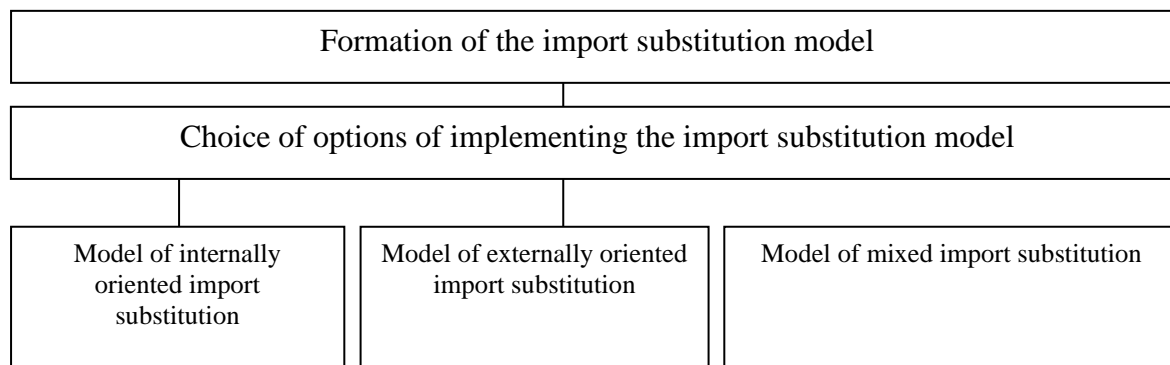 Formation of the import substitution model
Choice of options of implementing the import substitution model
Model of internally
oriented import
substitution
Model of externally oriented
import substitution
Model of mixed import substitution